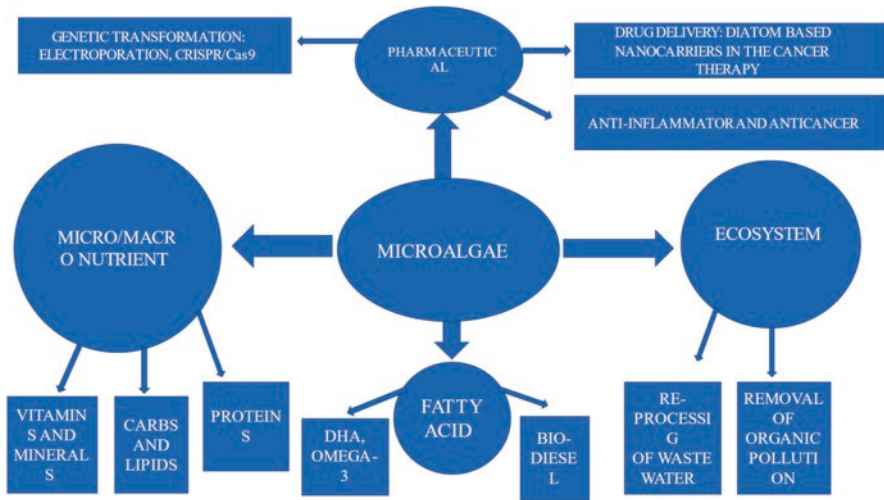 GENETIC TRANSFORMATION:
ELECTROPORATION, CRISPR/Cas9
PHARMACEUTIC
AL
DRUG DELIVERY: DIATOM BASED
NANOCARRIERS IN THE CANCER
THERAPY
ANTI-INFLAMMATOR AND ANTICANCER
MICRO/MACR
O NUTRIENT
MICROALGAE
ECOSYSTEM
VITAMIN
S AND
MINERAL
S
CARBS
AND
LIPIDS
PROTEIN
S
DHA,
OMEGA-
3
FATTY
ACID
BIO-
DIESE
L
RE-
PROCESSI
G
OF WASTE
WATER
REMOVAL
OF
ORGANIC
POLLUTI
ON